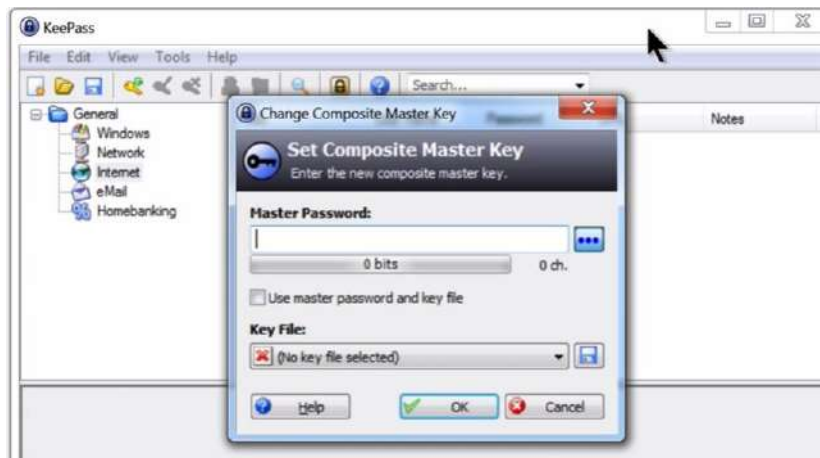 KeePass
File Edit View Tools Help
Search...
General
Windows
Network
Internet
eMail
Homebanking
Password
Notes
Change Composite Master Key
Set Composite Master Key
Enter the new composite master key.
Master Password:
0 bits
0 ch.
Use master password and key file
Key File:
(No key file selected)
Help
OK
Cancel